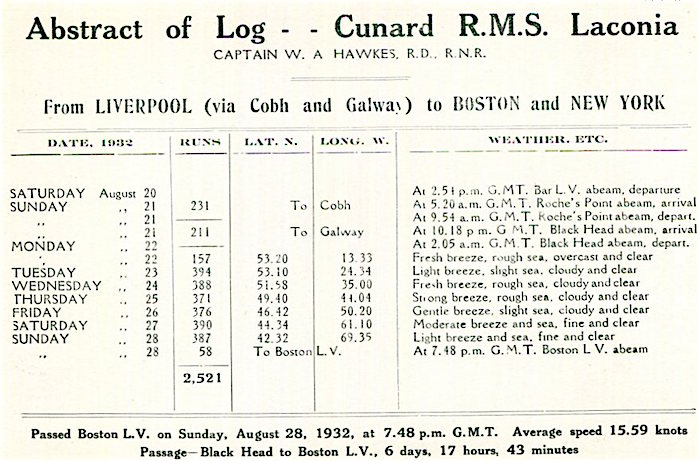 Abstract of Log - - Cunard R.M.S. Laconia
CAPTAIN W. A HAWKES, R.D., R.N.R.
From LIVERPOOL (via Cobh and Galway) to BOSTON and NEW YORK
DATE, 1932 RUNS LAT. N. LONG. W. WEATHER, ETC.
SATURDAY August 20 At 2.54 p.m. G.M.T. Bar L.V. abeam, departure
SUNDAY ,, 21 231 To Cobh At 5.20 a.m. G.M.T. Roche's Point abeam, arrival
,, ,, 21 At 9.54 a.m. G.M.T. Roche's Point abeam, depart.
,, ,, 21 211 To Galway At 10.18 p.m. G M.T. Black Head abeam, arrival
MONDAY ,, 22 At 2.05 a.m. G.M.T. Black Head abeam, depart.
,, ,, 22 157 53.20 13.33 Fresh breeze, rough sea, overcast and clear
TUESDAY ,, 23 394 53.10 24.34 Light breeze, slight sea, cloudy and clear
WEDNESDAY ,, 24 388 51.58 35.00 Fresh breeze, rough sea, cloudy and clear
THURSDAY ,, 25 371 49.40 44.04 Strong breeze, rough sea, cloudy and clear
FRIDAY ,, 26 376 46.42 50.20 Gentle breeze, slight sea, cloudy and clear
SATURDAY ,, 27 390 44.34 61.10 Moderate breeze and sea, fine and clear
SUNDAY ,, 28 387 42.32 69.35 Light breeze and sea, fine and clear
,, ,, 28 58 To Boston L.V. At 7.48 p.m. G.M.T. Boston L V. abeam
2,521
Passed Boston L.V. on Sunday, August 28, 1932, at 7.48 p.m. G.M.T. Average speed 15.59 knots
Passage—Black Head to Boston L.V., 6 days, 17 hours, 43 minutes